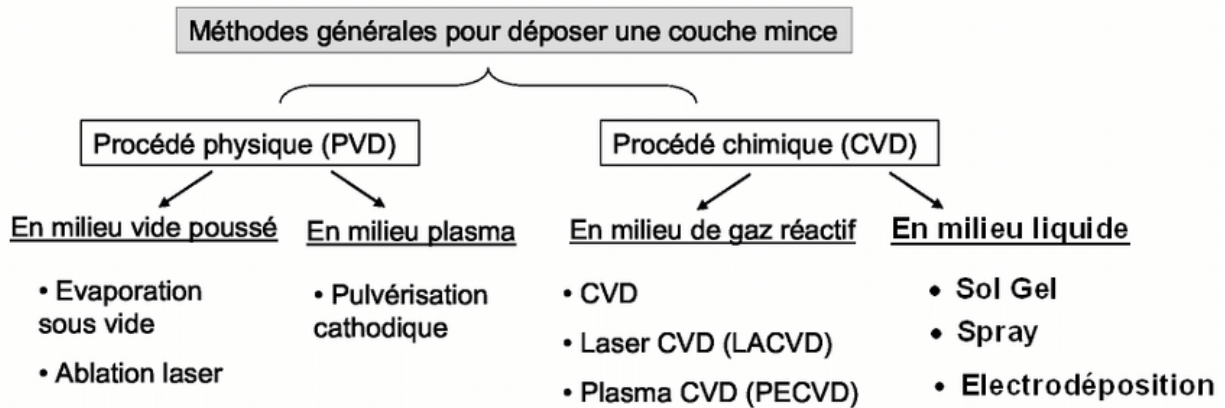 Méthodes générales pour déposer une couche mince
Procédé physique (PVD)
Procédé chimique (CVD)
En milieu vide poussé
En milieu plasma
En milieu de gaz réactif
En milieu liquide
• Evaporation
sous vide
• Ablation laser
• Pulvérisation
cathodique
• CVD
• Laser CVD (LACVD)
• Plasma CVD (PECVD)
• Sol Gel
• Spray
• Electrodéposition